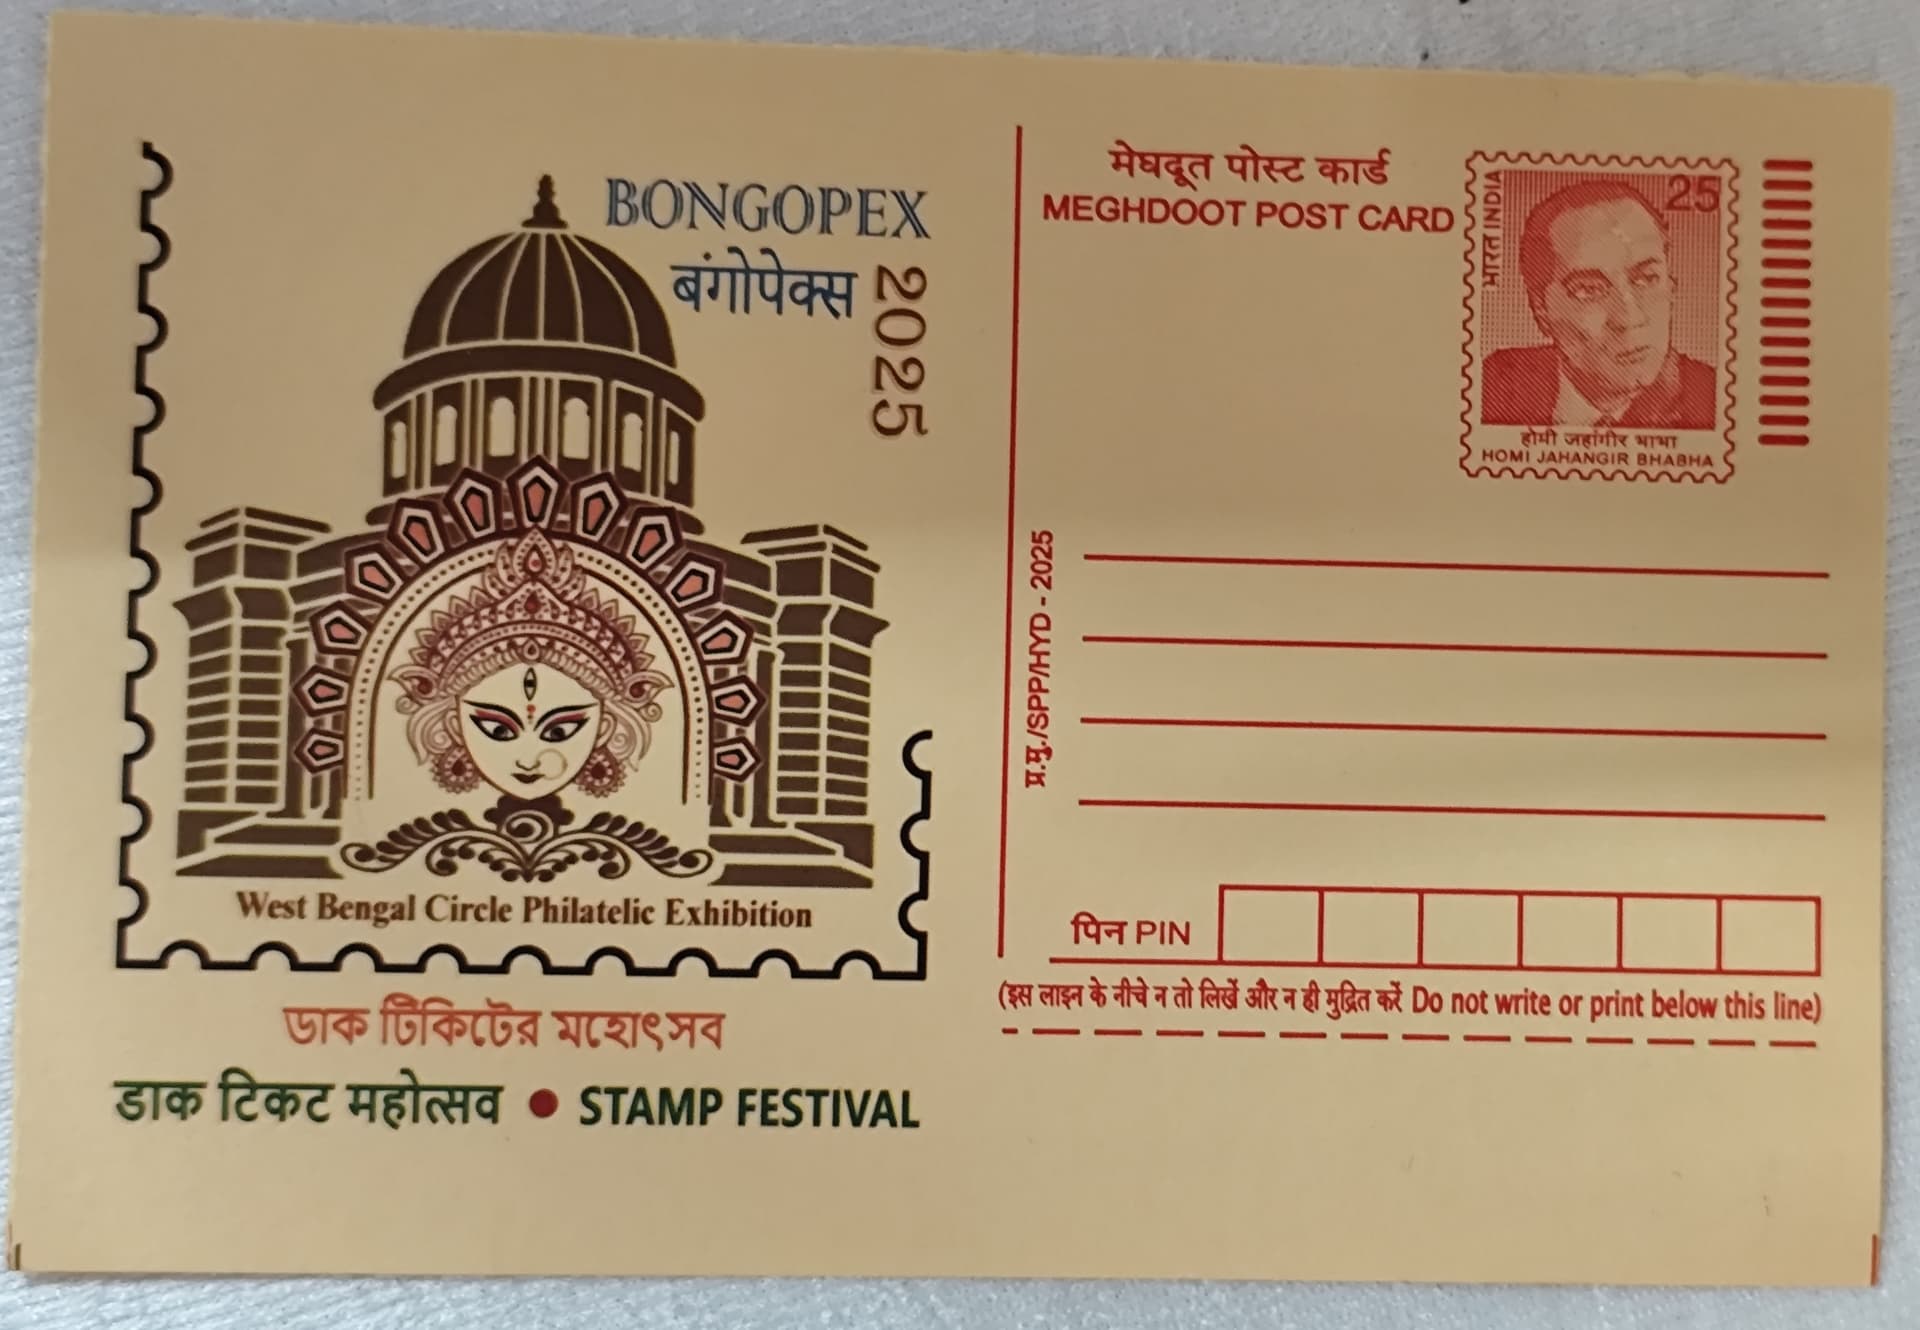 BONGOPEX
बंगोपेक्स
2025
West Bengal Circle Philatelic Exhibition
ডাক টিকিটের মহোৎসব
डाक टिकट महोत्सव • STAMP FESTIVAL
मेघदूत पोस्ट कार्ड
MEGHDOOT POST CARD
भारत INDIA
25
होमी जहांगीर भाभा
HOMI JAHANGIR BHABHA
प्र.मु./SPP/HYD - 2025
पिन PIN
(इस लाइन के नीचे न तो लिखें और न ही मुद्रित करें Do not write or print below this line)